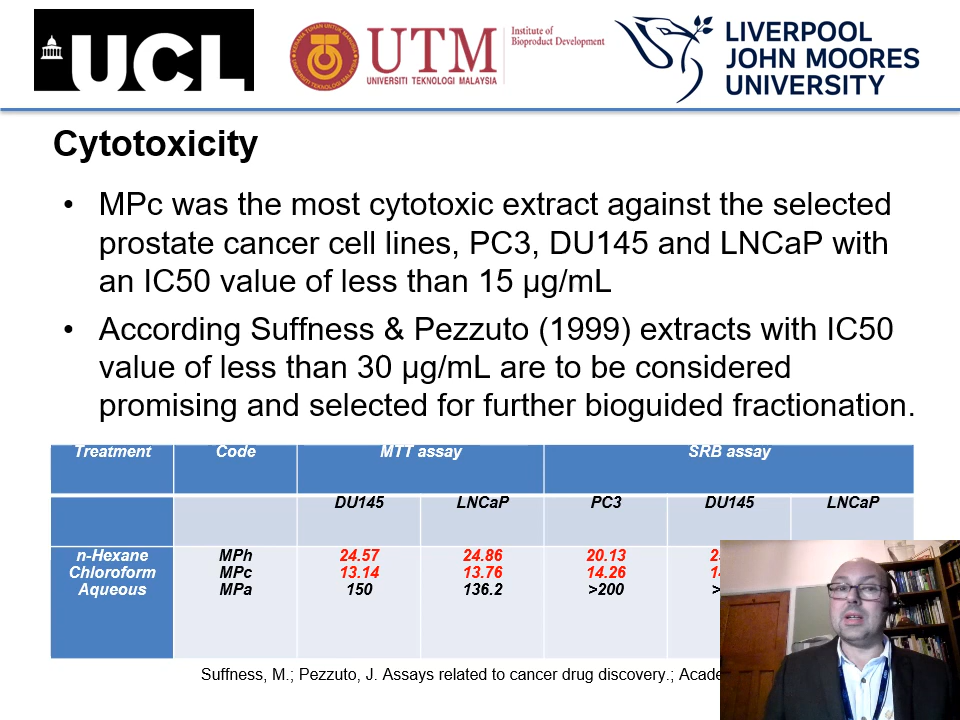 UCL
UTM
UNIVERSITI TEKNOLOGI MALAYSIA
Institute of
Bioproduct Development
LIVERPOOL
JOHN MOORES
UNIVERSITY
Cytotoxicity
• MPc was the most cytotoxic extract against the selected
prostate cancer cell lines, PC3, DU145 and LNCaP with
an IC50 value of less than 15 µg/mL
• According Suffness & Pezzuto (1999) extracts with IC50
value of less than 30 µg/mL are to be considered
promising and selected for further bioguided fractionation.
Treatment Code MTT assay SRB assay
DU145 LNCaP PC3 DU145 LNCaP
n-Hexane MPh 24.57 24.86 20.13
Chloroform MPc 13.14 13.76 14.26
Aqueous MPa 150 136.2 >200 >
Suffness, M.; Pezzuto, J. Assays related to cancer drug discovery.;